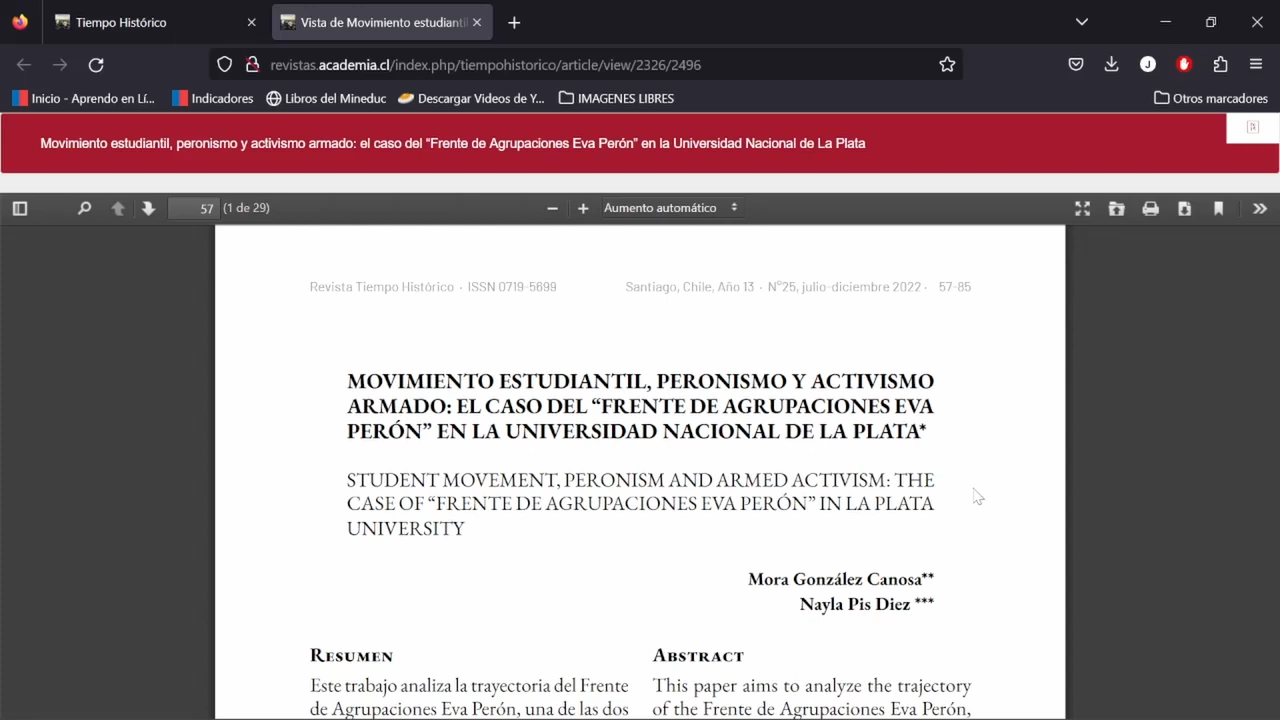 Tiempo Histórico
Vista de Movimiento estudiantil
revistas.academia.cl/index.php/tiempohistorico/article/view/2326/2496
Inicio - Aprendo en Lí... Indicadores Libros del Mineduc Descargar Videos de Y... IMAGENES LIBRES Otros marcadores
Movimiento estudiantil, peronismo y activismo armado: el caso del “Frente de Agrupaciones Eva Perón” en la Universidad Nacional de La Plata
57 (1 de 29) Aumento automático
Revista Tiempo Histórico · ISSN 0719-5699 Santiago, Chile, Año 13 · N°25, julio-diciembre 2022 · 57-85
MOVIMIENTO ESTUDIANTIL, PERONISMO Y ACTIVISMO
ARMADO: EL CASO DEL “FRENTE DE AGRUPACIONES EVA
PERÓN” EN LA UNIVERSIDAD NACIONAL DE LA PLATA*
STUDENT MOVEMENT, PERONISM AND ARMED ACTIVISM: THE
CASE OF “FRENTE DE AGRUPACIONES EVA PERÓN” IN LA PLATA
UNIVERSITY
Mora González Canosa**
Nayla Pis Diez ***
Resumen
Este trabajo analiza la trayectoria del Frente
de Agrupaciones Eva Perón, una de las dos
Abstract
This paper aims to analyze the trajectory
of the Frente de Agrupaciones Eva Perón,